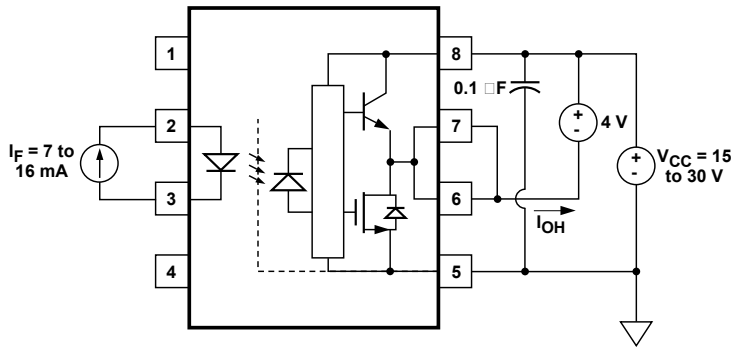 1
8
0.1 □F
2
7
+
-
4 V
I_F = 7 to
16 mA
+
-
V_CC = 15
to 30 V
3
6
I_OH
4
5